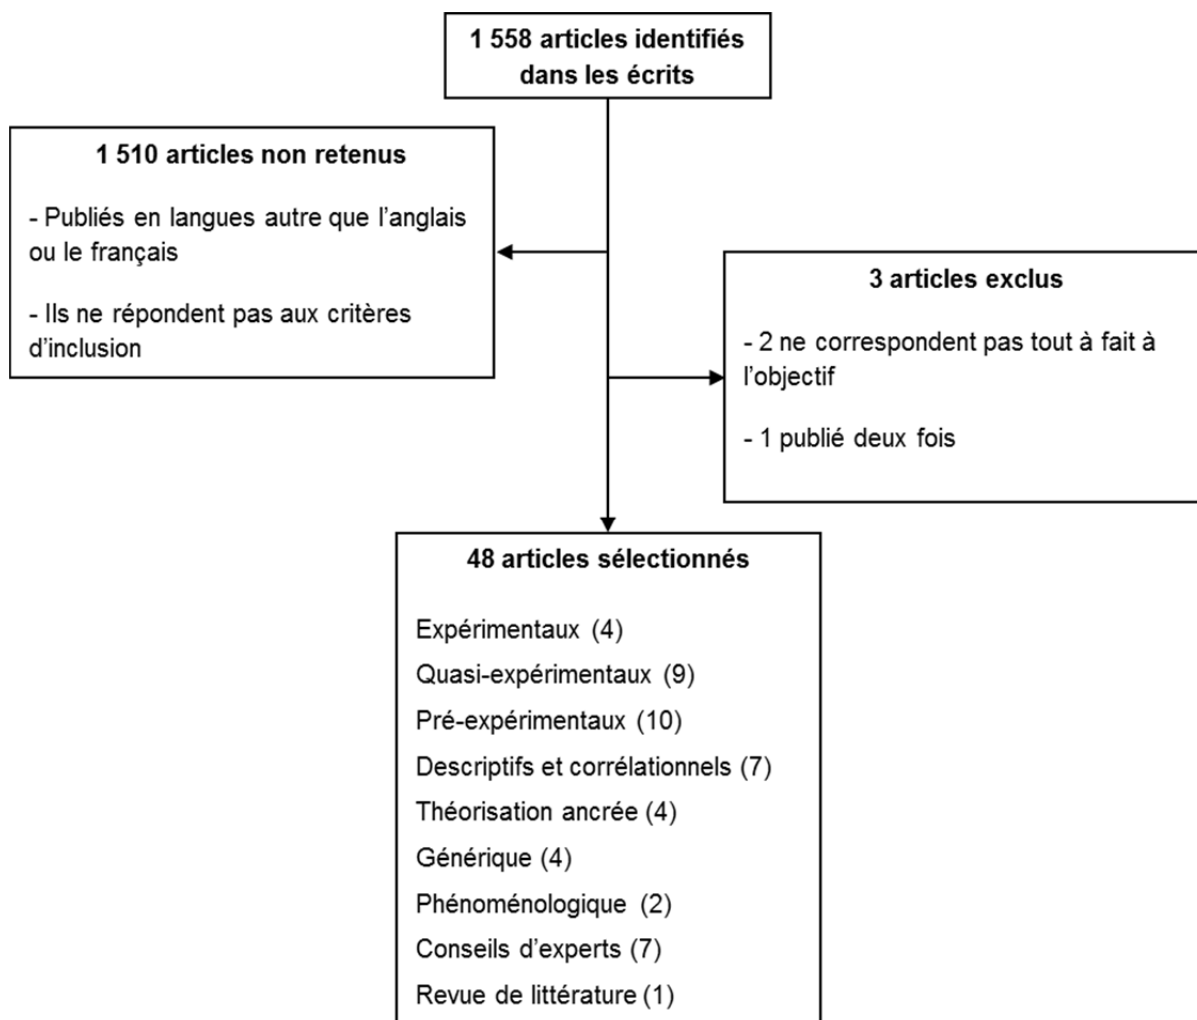 1 558 articles identifiés
dans les écrits
1 510 articles non retenus
- Publiés en langues autre que l’anglais
ou le français
- Ils ne répondent pas aux critères
d’inclusion
3 articles exclus
- 2 ne correspondent pas tout à fait à
l’objectif
- 1 publié deux fois
48 articles sélectionnés
Expérimentaux (4)
Quasi-expérimentaux (9)
Pré-expérimentaux (10)
Descriptifs et corrélationnels (7)
Théorisation ancrée (4)
Générique (4)
Phénoménologique (2)
Conseils d’experts (7)
Revue de littérature (1)